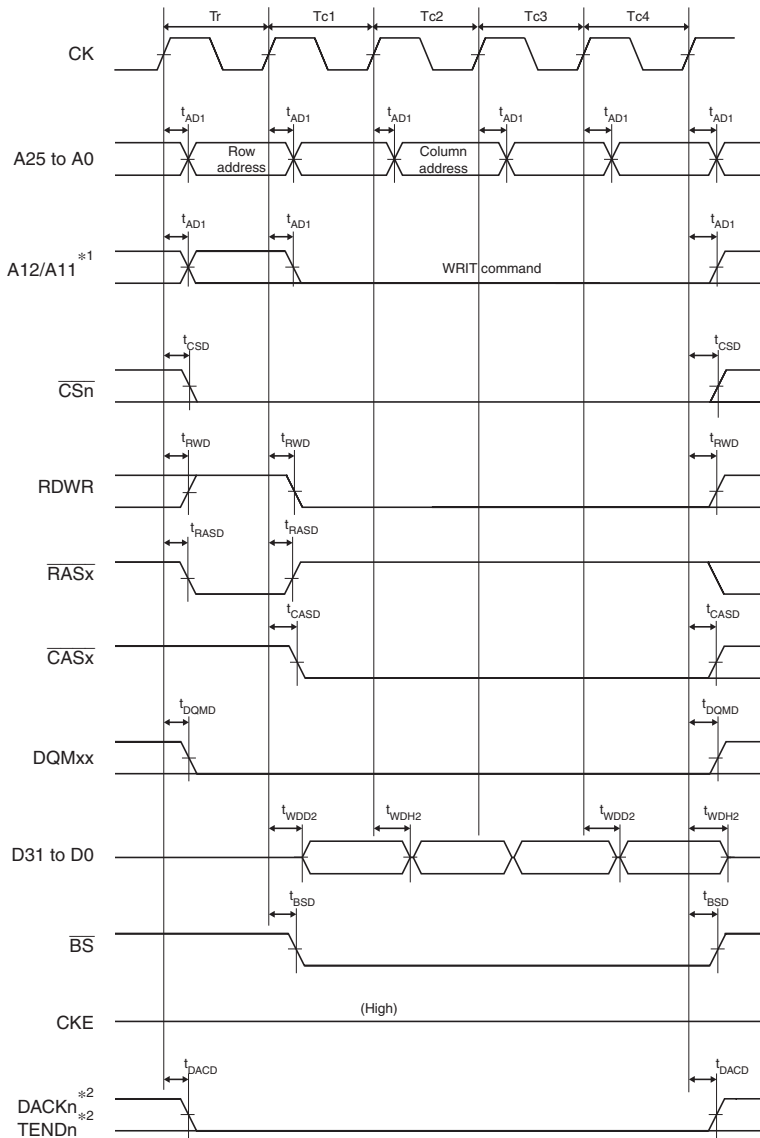 Tr Tc1 Tc2 Tc3 Tc4
CK
tAD1 tAD1 tAD1 tAD1 tAD1 tAD1
A25 to A0
Row address
Column address
tAD1 tAD1 tAD1
A12/A11*1
WRIT command
tCSD tCSD
CSn
tRWD tRWD tRWD
RDWR
tRASD tRASD
RASx
tCASD tCASD
CASx
tDQMD tDQMD
DQMxx
tWDD2 tWDH2 tWDD2 tWDH2
D31 to D0
tBSD tBSD
BS
(High)
CKE
tDACD tDACD
DACKn*2
TENDn*2